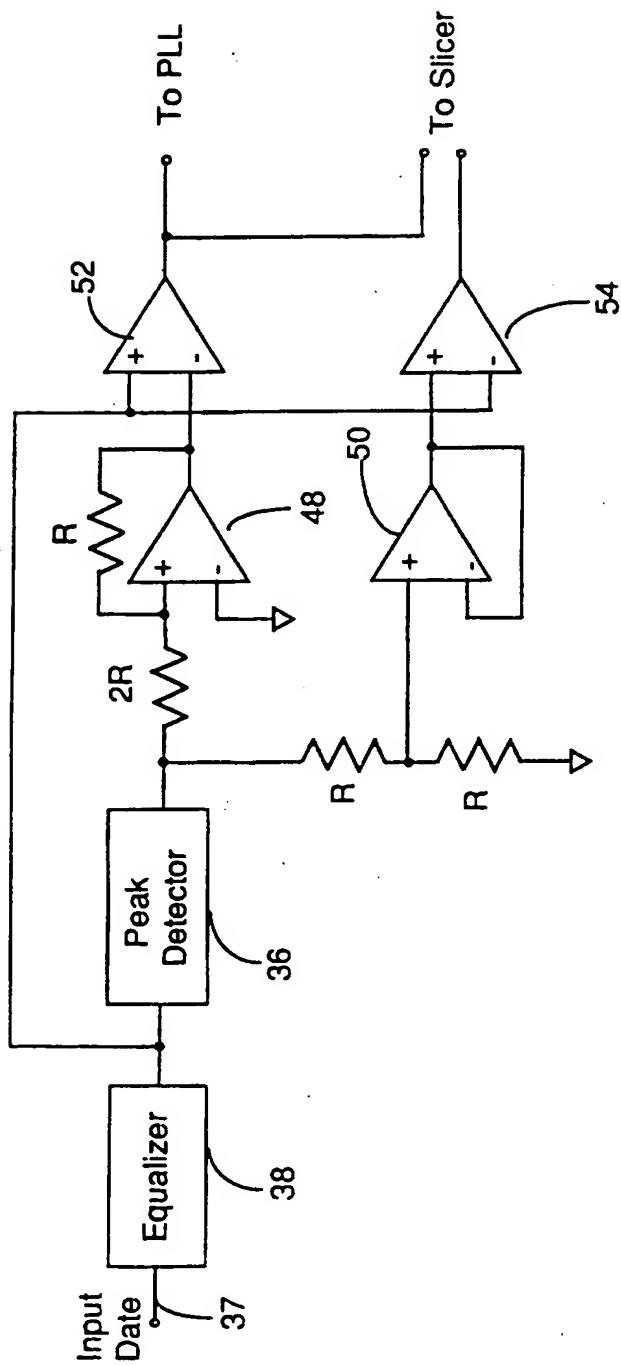 Input
Date
37
Equalizer
38
Peak
Detector
36
2R
R
+
-
48
R
R
+
-
50
+
-
52
+
-
54
To PLL
To Slicer